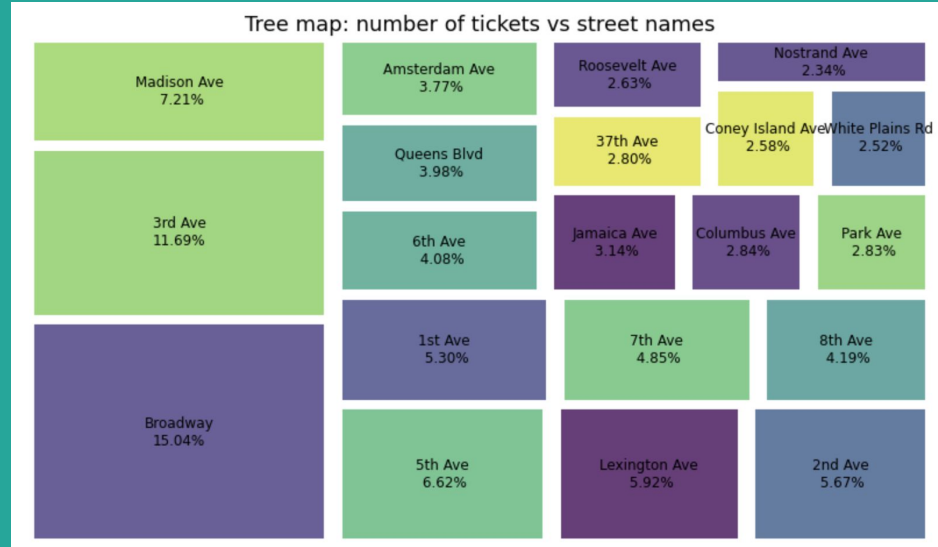 Tree map: number of tickets vs street names
Madison Ave
7.21%
3rd Ave
11.69%
Broadway
15.04%
Amsterdam Ave
3.77%
Queens Blvd
3.98%
6th Ave
4.08%
Roosevelt Ave
2.63%
Nostrand Ave
2.34%
37th Ave
2.80%
Coney Island Ave
2.58%
White Plains Rd
2.52%
Jamaica Ave
3.14%
Columbus Ave
2.84%
Park Ave
2.83%
1st Ave
5.30%
7th Ave
4.85%
8th Ave
4.19%
5th Ave
6.62%
Lexington Ave
5.92%
2nd Ave
5.67%